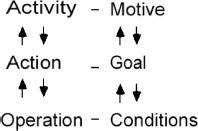 Activity – Motive
Action – Goal
Operation – Conditions